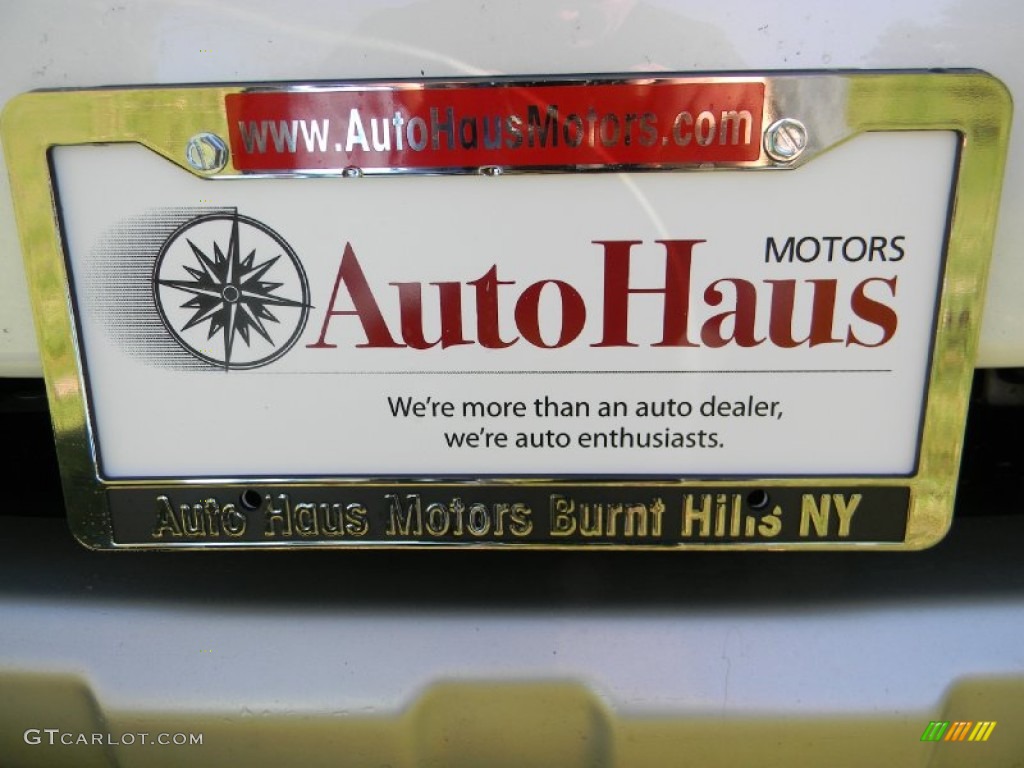 www.AutoHausMotors.com
MOTORS
AutoHaus
We're more than an auto dealer,
we're auto enthusiasts.
Auto Haus Motors Burnt Hills NY
GTCARLOT.COM